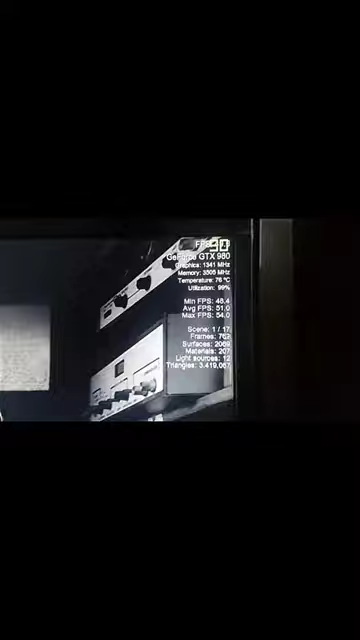 FPS:
90
GeForce GTX 980
Graphics: 1341 MHz
Memory: 3505 MHz
Temperature: 76 °C
Utilization: 99%
Min FPS: 48.4
Avg FPS: 51.0
Max FPS: 54.0
Scene: 1 / 17
Frames: 762
Surfaces: 2069
Materials: 207
Light sources: 12
Triangles: 3,419,067